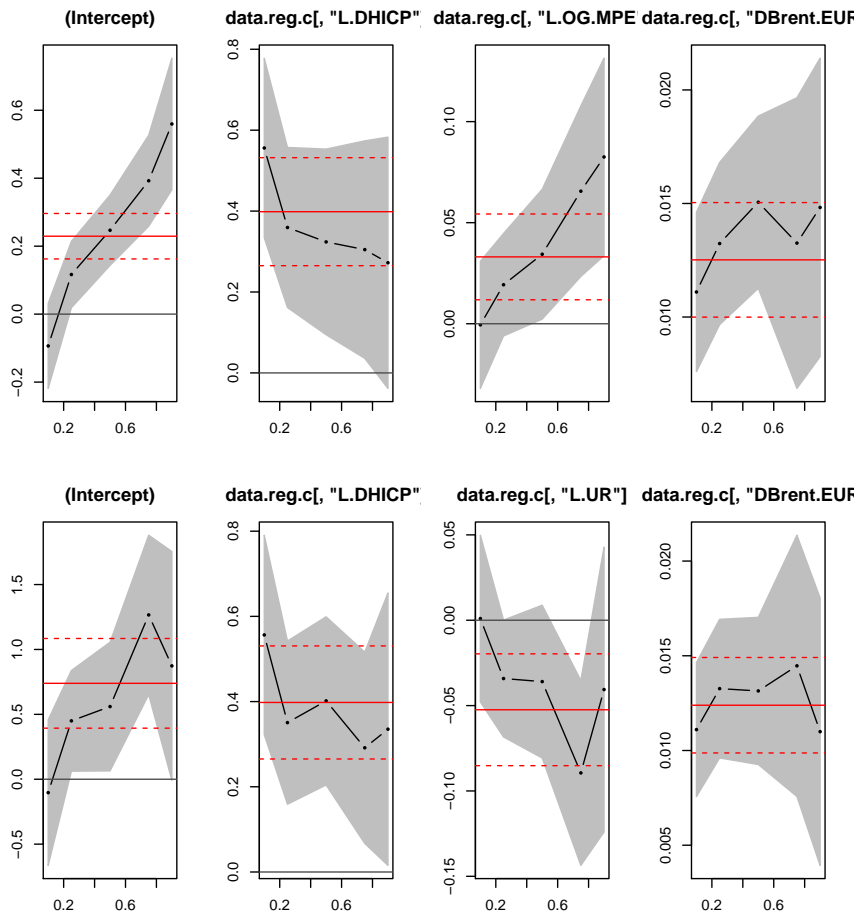 (Intercept) data.reg.c[, "L.DHICP" data.reg.c[, "L.OG.MPE data.reg.c[, "DBrent.EUR
−0.2 0.0 0.2 0.4 0.6
0.0 0.2 0.4 0.6 0.8
0.00 0.05 0.10
0.010 0.015 0.020
0.2 0.6 0.2 0.6 0.2 0.6 0.2 0.6
(Intercept) data.reg.c[, "L.DHICP" data.reg.c[, "L.UR"] data.reg.c[, "DBrent.EUR
−0.5 0.0 0.5 1.0 1.5
0.0 0.2 0.4 0.6 0.8
−0.15 −0.10 −0.05 0.00 0.05
0.005 0.010 0.015 0.020
0.2 0.6 0.2 0.6 0.2 0.6 0.2 0.6